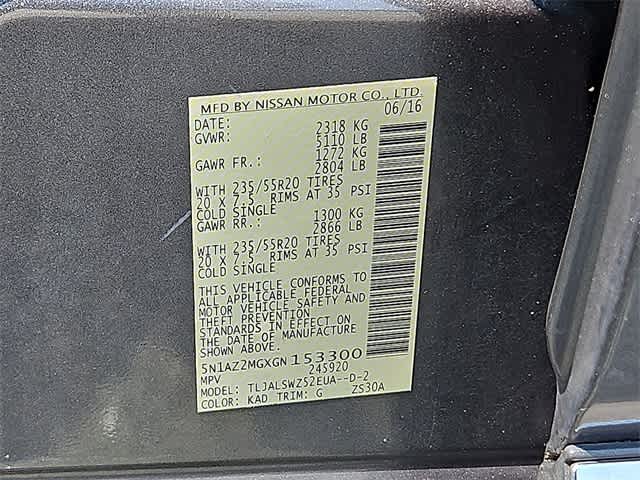 MFD BY NISSAN MOTOR CO., LTD.
DATE: 06/16
GVWR: 2318 KG
5110 LB
GAWR FR.: 1272 KG
2804 LB
WITH 235/55R20 TIRES
20 X 7.5 RIMS AT 35 PSI
COLD SINGLE
GAWR RR.: 1300 KG
2866 LB
WITH 235/55R20 TIRES
20 X 7.5 RIMS AT 35 PSI
COLD SINGLE
THIS VEHICLE CONFORMS TO
ALL APPLICABLE FEDERAL
MOTOR VEHICLE SAFETY AND
THEFT PREVENTION
STANDARDS IN EFFECT ON
THE DATE OF MANUFACTURE
SHOWN ABOVE.
5N1AZ2MGXGN153300
MPV 245920
MODEL: TLJALSWZ52EUA--D-2
COLOR: KAD TRIM: G ZS30A